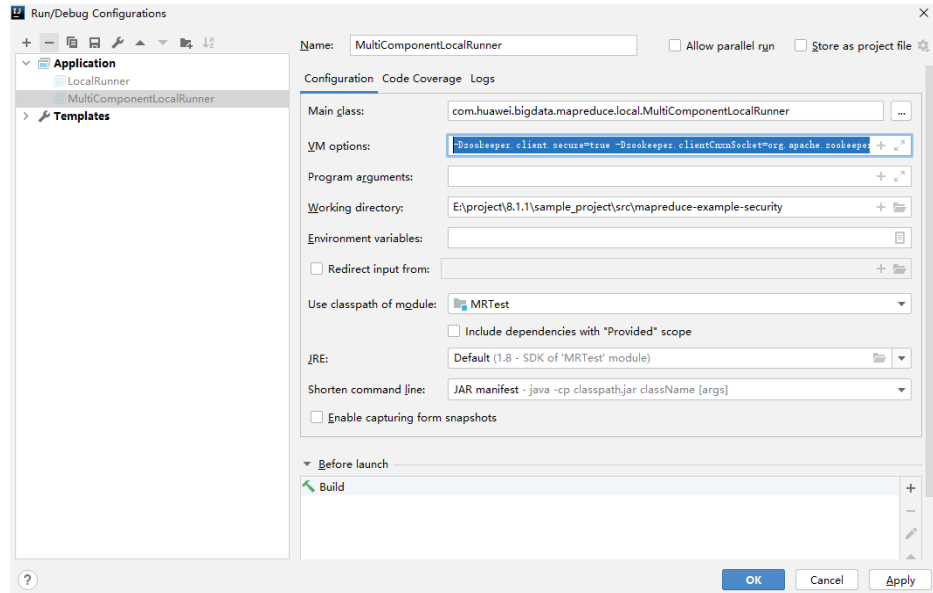 Run/Debug Configurations
Name: MultiComponentLocalRunner Allow parallel run Store as project file
Application
LocalRunner
MultiComponentLocalRunner
Templates
Configuration Code Coverage Logs
Main class: com.huawei.bigdata.mapreduce.local.MultiComponentLocalRunner ...
VM options: -Dzookeeper.client.secure=true -Dzookeeper.clientCnxnSocket=org.apache.zookeeper
Program arguments:
Working directory: E:\project\8.1.1\sample_project\src\mapreduce-example-security
Environment variables:
Redirect input from:
Use classpath of module: MRTest
Include dependencies with "Provided" scope
JRE: Default (1.8 - SDK of 'MRTest' module)
Shorten command line: JAR manifest - java -cp classpath.jar className [args]
Enable capturing form snapshots
Before launch
Build
? OK Cancel Apply